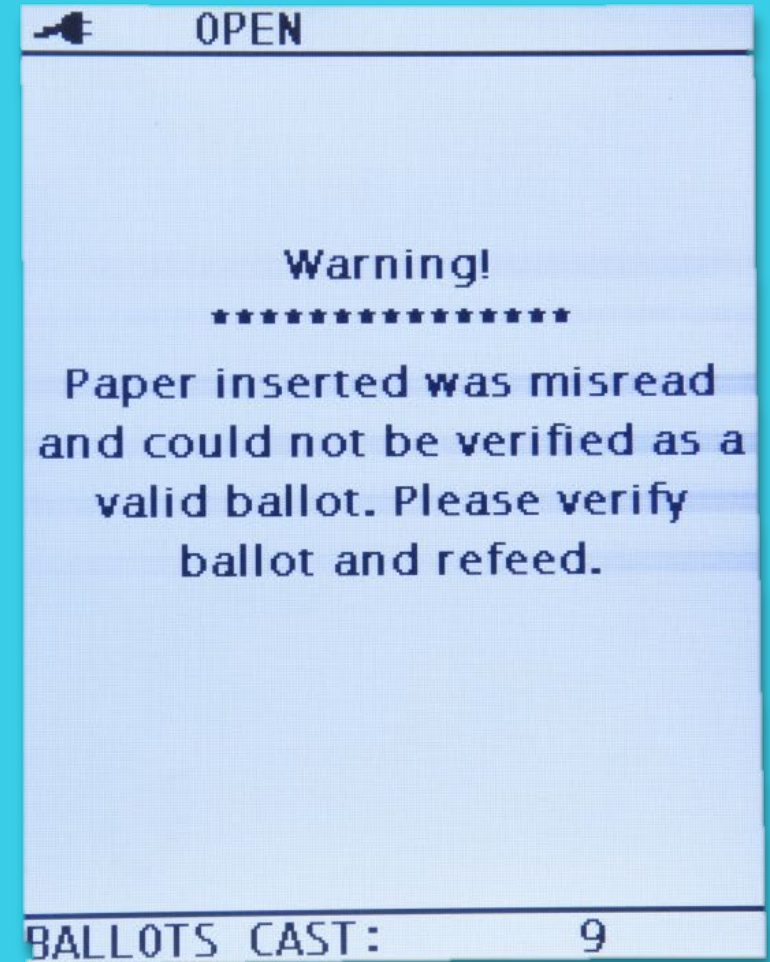 OPEN
Warning!
***************
Paper inserted was misread
and could not be verified as a
valid ballot. Please verify
ballot and refeed.
BALLOTS CAST: 9